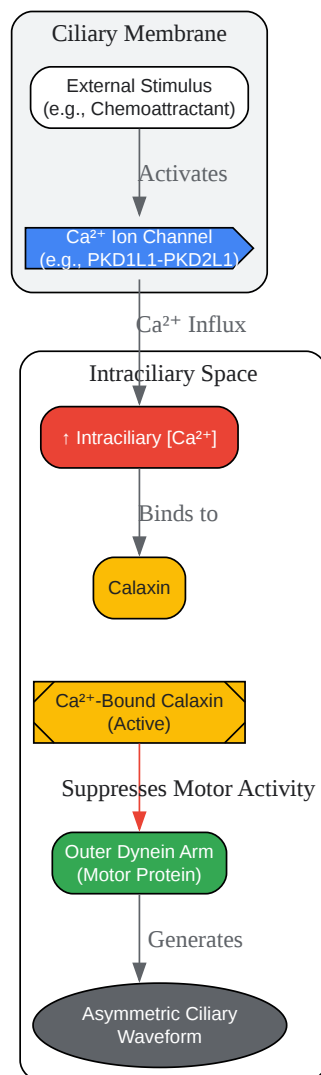 Ciliary Membrane
External Stimulus
(e.g., Chemoattractant)
Activates
Ca²⁺ Ion Channel
(e.g., PKD1L1-PKD2L1)
Ca²⁺ Influx
Intraciliary Space
↑ Intraciliary [Ca²⁺]
Binds to
Calaxin
Ca²⁺-Bound Calaxin
(Active)
Suppresses Motor Activity
Outer Dynein Arm
(Motor Protein)
Generates
Asymmetric Ciliary
Waveform